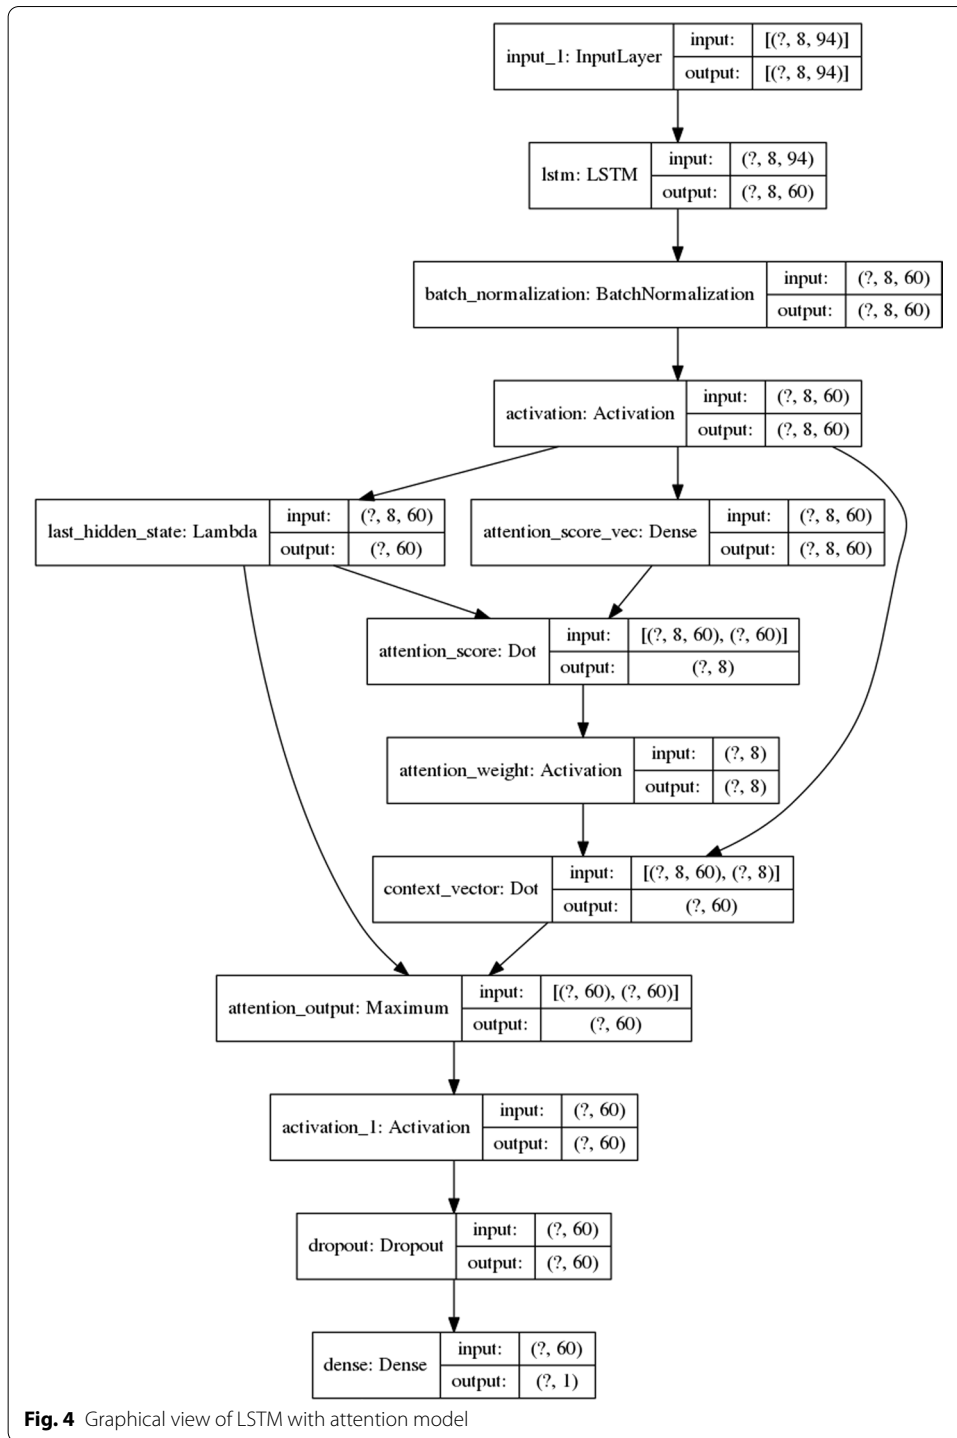 input_1: InputLayer
input: [(?, 8, 94)]
output: [(?, 8, 94)]
lstm: LSTM
input: (?, 8, 94)
output: (?, 8, 60)
batch_normalization: BatchNormalization
input: (?, 8, 60)
output: (?, 8, 60)
activation: Activation
input: (?, 8, 60)
output: (?, 8, 60)
last_hidden_state: Lambda
input: (?, 8, 60)
output: (?, 60)
attention_score_vec: Dense
input: (?, 8, 60)
output: (?, 8, 60)
attention_score: Dot
input: [(?, 8, 60), (?, 60)]
output: (?, 8)
attention_weight: Activation
input: (?, 8)
output: (?, 8)
context_vector: Dot
input: [(?, 8, 60), (?, 8)]
output: (?, 60)
attention_output: Maximum
input: [(?, 60), (?, 60)]
output: (?, 60)
activation_1: Activation
input: (?, 60)
output: (?, 60)
dropout: Dropout
input: (?, 60)
output: (?, 60)
dense: Dense
input: (?, 60)
output: (?, 1)
Fig. 4 Graphical view of LSTM with attention model